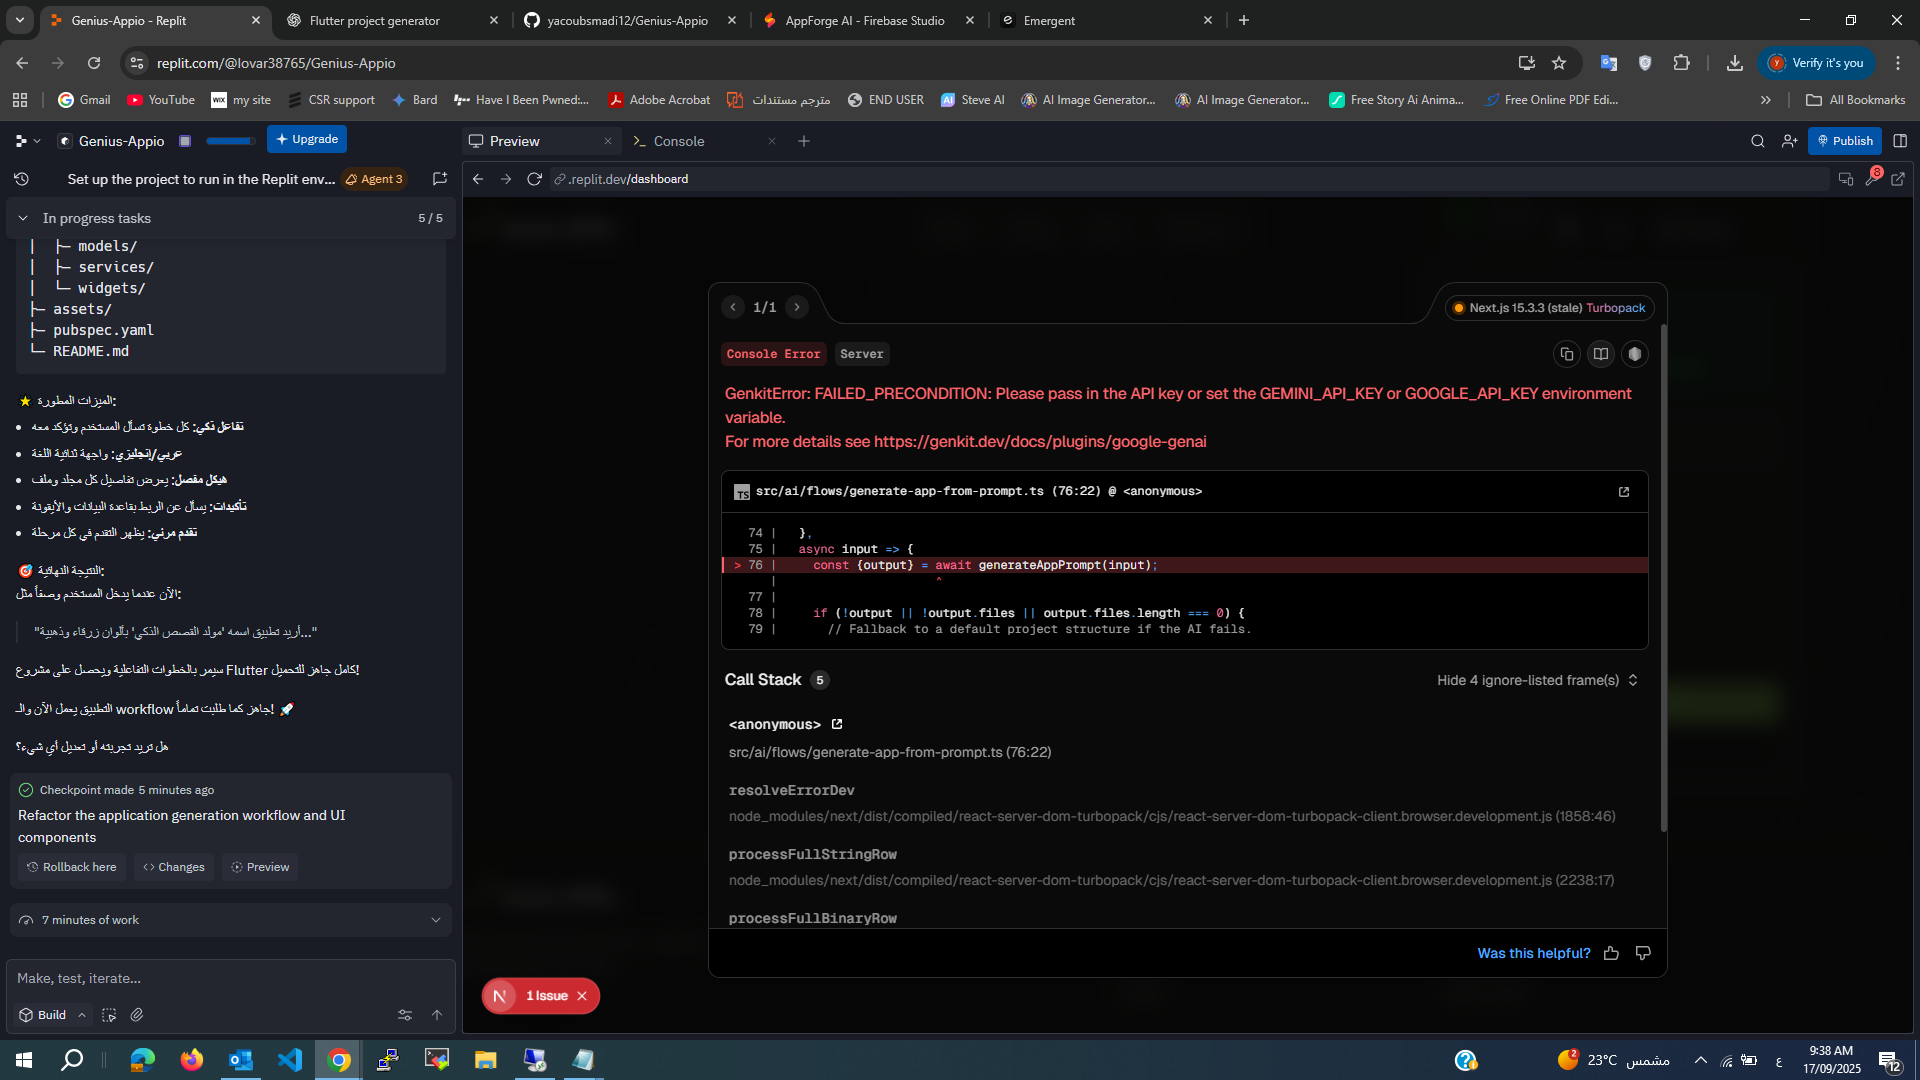 Genius-Appio - Replit
Flutter project generator
yacoubsmadi12/Genius-Appio
AppForge AI - Firebase Studio
Emergent
replit.com/@lovar38765/Genius-Appio
Verify it's you
Gmail
YouTube
my site
CSR support
Bard
Have I Been Pwned:...
Adobe Acrobat
مترجم مستندات
END USER
Steve AI
AI Image Generator...
AI Image Generator...
Free Story Ai Anima...
Free Online PDF Edi...
All Bookmarks
Genius-Appio
Upgrade
Preview
Console
Publish
Set up the project to run in the Replit env...
Agent 3
.replit.dev/dashboard
8
In progress tasks
5 / 5
│ ├─ models/
│ ├─ services/
│ └─ widgets/
├─ assets/
├─ pubspec.yaml
└─ README.md
⭐ الميزات المطورة:
تفاعل ذكي: كل خطوة تسأل المستخدم وتؤكد معه
عربي/إنجليزي: واجهة ثنائية اللغة
هيكل مفصل: يعرض تفاصيل كل مجلد وملف
تأكيدات: يسأل عن الربط بقاعدة البيانات والأيقونة
تقدم مرئي: يظهر التقدم في كل مرحلة
🎯 النتيجة النهائية:
الآن عندما يدخل المستخدم وصفاً مثل:
"أريد تطبيق اسمه 'مولد القصص الذكي' بألوان زرقاء وذهبية..."
سيمر بالخطوات التفاعلية ويحصل على مشروع Flutter كامل جاهز للتحميل!
التطبيق يعمل الآن والـ workflow جاهز كما طلبت تماماً! 🚀
هل تريد تجربته أو تعديل أي شيء؟
Checkpoint made 5 minutes ago
Refactor the application generation workflow and UI
components
Rollback here
Changes
Preview
7 minutes of work
Make, test, iterate...
Build
1/1
Next.js 15.3.3 (stale) Turbopack
Console Error
Server
GenkitError: FAILED_PRECONDITION: Please pass in the API key or set the GEMINI_API_KEY or GOOGLE_API_KEY environment
variable.
For more details see https://genkit.dev/docs/plugins/google-genai
TS src/ai/flows/generate-app-from-prompt.ts (76:22) @ <anonymous>
74 | },
75 | async input => {
> 76 | const {output} = await generateAppPrompt(input);
| ^
77 |
78 | if (!output || !output.files || output.files.length === 0) {
79 | // Fallback to a default project structure if the AI fails.
Call Stack 5
Hide 4 ignore-listed frame(s)
<anonymous>
src/ai/flows/generate-app-from-prompt.ts (76:22)
resolveErrorDev
node_modules/next/dist/compiled/react-server-dom-turbopack/cjs/react-server-dom-turbopack-client.browser.development.js (1858:46)
processFullStringRow
node_modules/next/dist/compiled/react-server-dom-turbopack/cjs/react-server-dom-turbopack-client.browser.development.js (2238:17)
processFullBinaryRow
Was this helpful?
N 1 Issue
2
23°C مشمس
ع
9:38 AM
17/09/2025
12